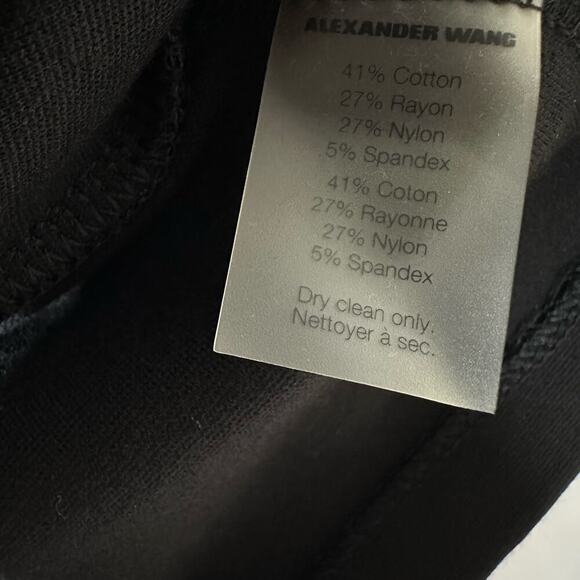 ALEXANDER WANG
41% Cotton
27% Rayon
27% Nylon
5% Spandex
41% Coton
27% Rayonne
27% Nylon
5% Spandex
Dry clean only.
Nettoyer à sec.